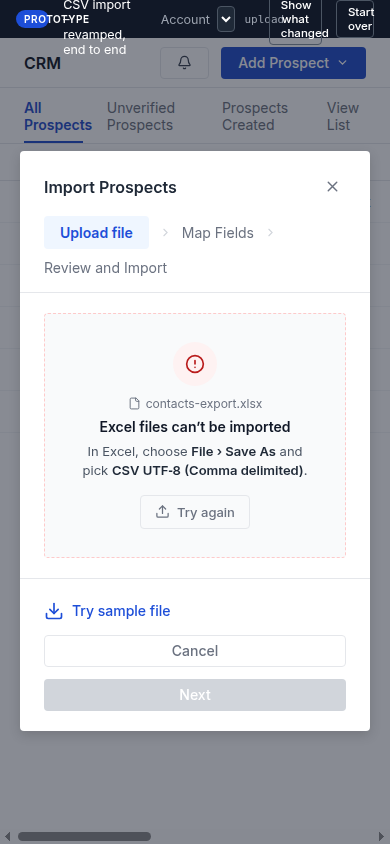 PROTOTYPE
CSV import
revamped,
end to end
Account
upload
Show
what
changed
Start
over
CRM
Add Prospect
All
Prospects
Unverified
Prospects
Prospects
Created
View
List
Import Prospects
Upload file
Map Fields
Review and Import
contacts-export.xlsx
Excel files can't be imported
In Excel, choose File › Save As and
pick CSV UTF-8 (Comma delimited).
Try again
Try sample file
Cancel
Next